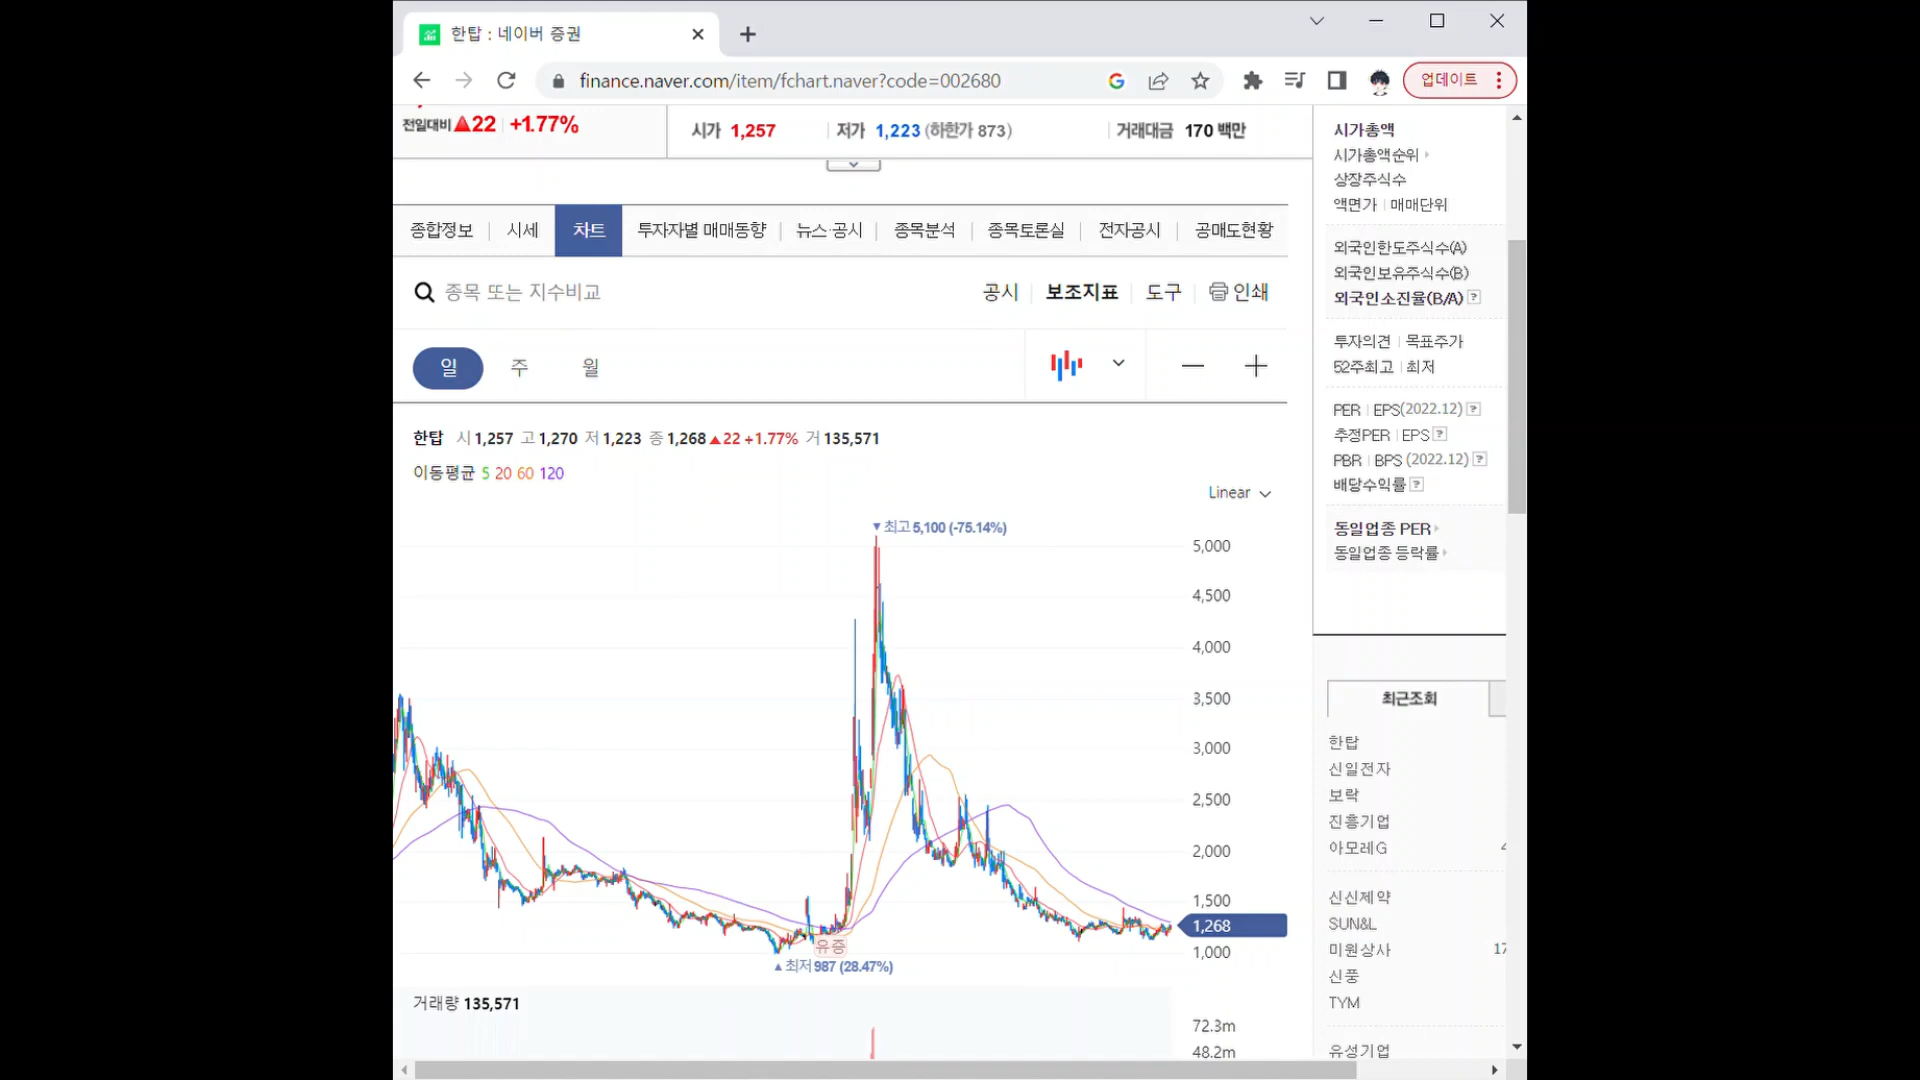 한탑 : 네이버 증권
finance.naver.com/item/fchart.naver?code=002680
업데이트
전일대비 ▲22 +1.77%
시가 1,257 저가 1,223 (하한가 873) 거래대금 170 백만
종합정보 시세 차트 투자자별 매매동향 뉴스·공시 종목분석 종목토론실 전자공시 공매도현황
종목 또는 지수비교
공시 보조지표 도구 인쇄
일 주 월
한탑 시 1,257 고 1,270 저 1,223 종 1,268 ▲22 +1.77% 거 135,571
이동평균 5 20 60 120
Linear
▼최고 5,100 (-75.14%)
5,000
4,500
4,000
3,500
3,000
2,500
2,000
1,500
1,268
1,000
유증
▲최저 987 (28.47%)
거래량 135,571
72.3m
48.2m
시가총액
시가총액순위
상장주식수
액면가 | 매매단위
외국인한도주식수(A)
외국인보유주식수(B)
외국인소진율(B/A) ?
투자의견 | 목표주가
52주최고 | 최저
PER | EPS(2022.12) ?
추정PER | EPS ?
PBR | BPS (2022.12) ?
배당수익률 ?
동일업종 PER
동일업종 등락률
최근조회
한탑
신일전자
보락
진흥기업
아모레G 4
신신제약
SUN&L
미원상사 17
신풍
TYM
유성기업